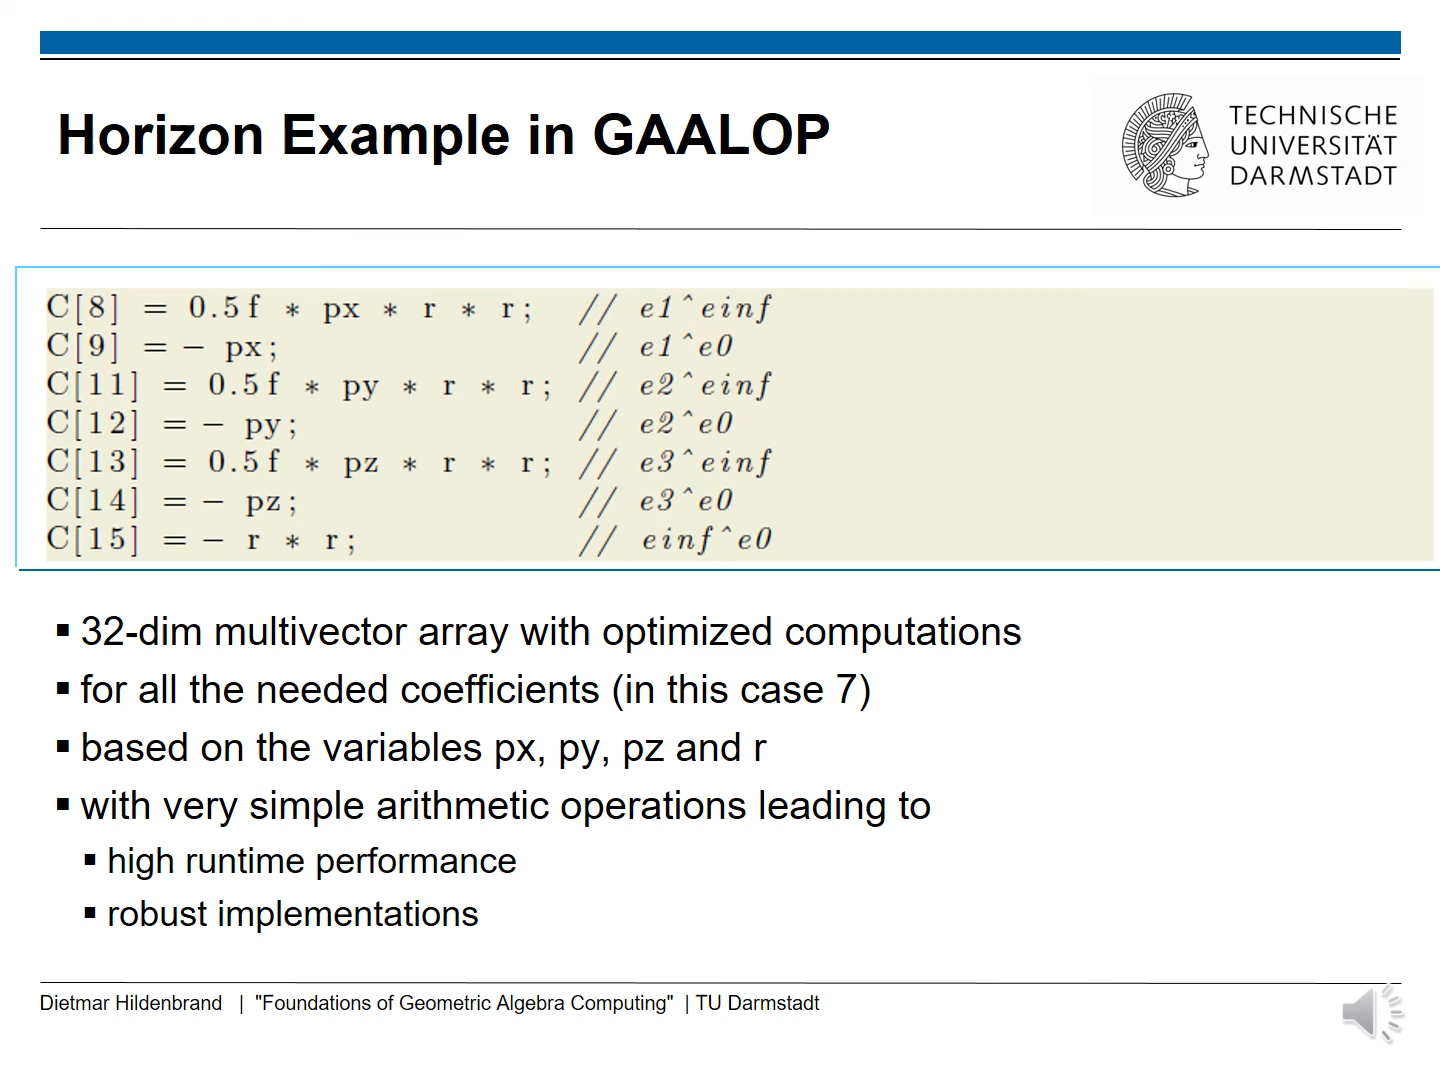 Horizon Example in GAALOP
TECHNISCHE
UNIVERSITÄT
DARMSTADT
C[8] = 0.5f * px * r * r; // e1^einf
C[9] = − px; // e1^e0
C[11] = 0.5f * py * r * r; // e2^einf
C[12] = − py; // e2^e0
C[13] = 0.5f * pz * r * r; // e3^einf
C[14] = − pz; // e3^e0
C[15] = − r * r; // einf^e0
▪ 32-dim multivector array with optimized computations
▪ for all the needed coefficients (in this case 7)
▪ based on the variables px, py, pz and r
▪ with very simple arithmetic operations leading to
▪ high runtime performance
▪ robust implementations
Dietmar Hildenbrand | "Foundations of Geometric Algebra Computing" | TU Darmstadt